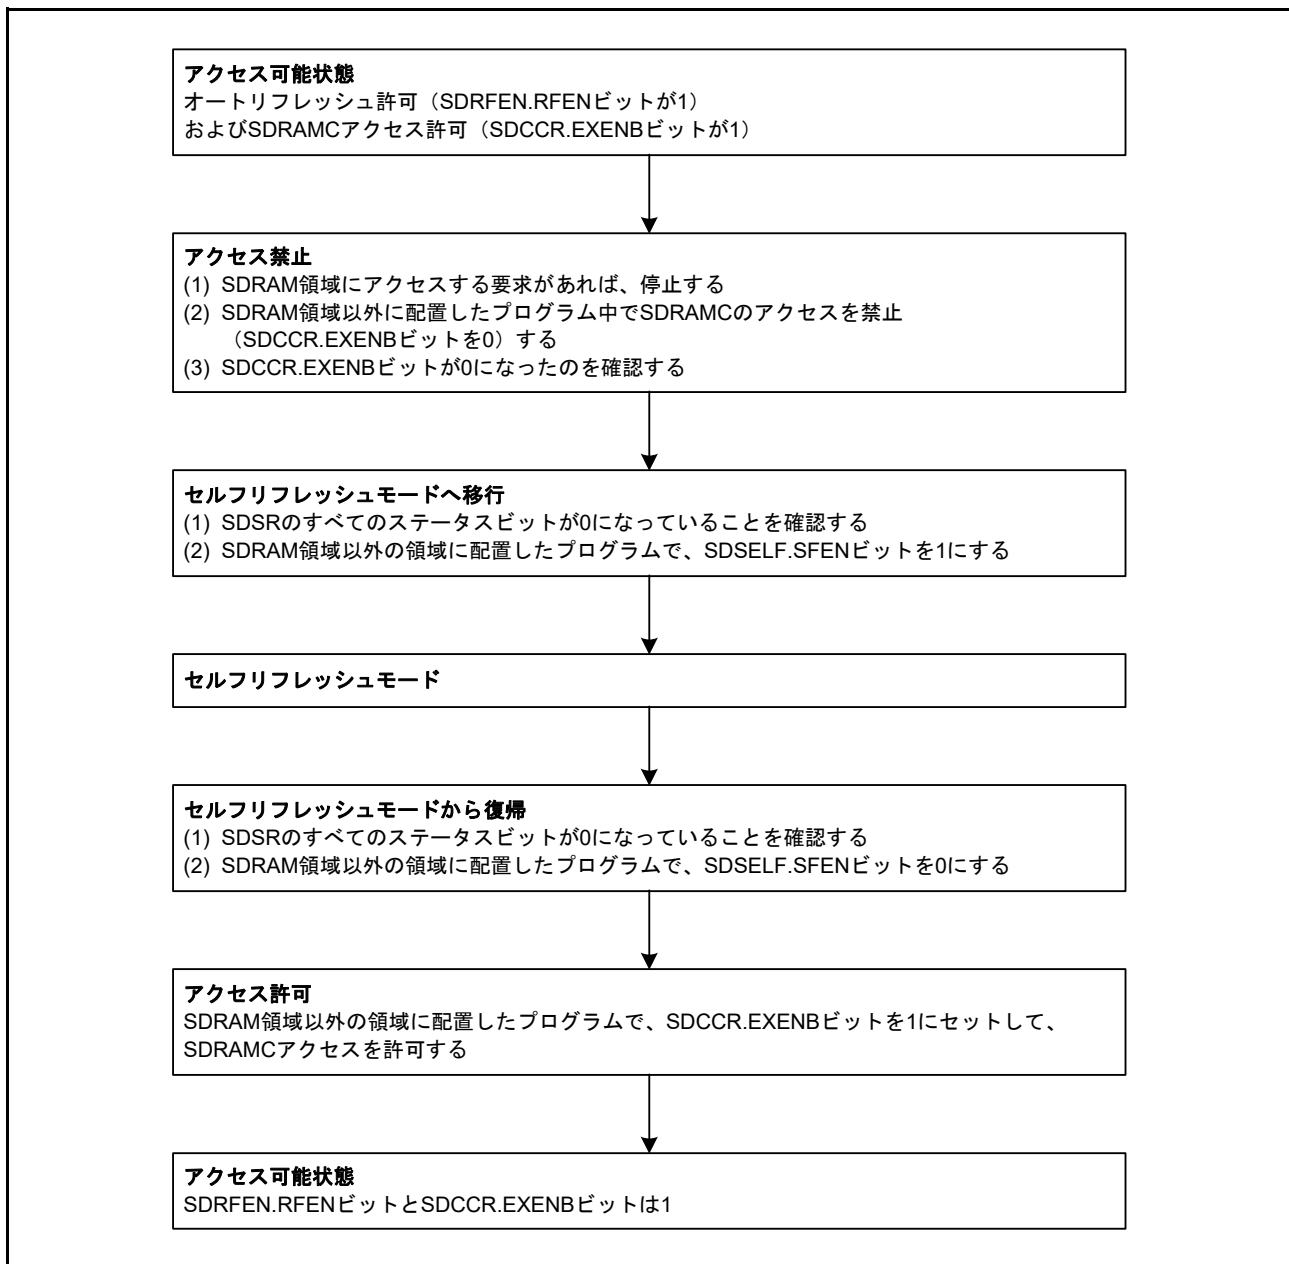 アクセス可能状態
オートリフレッシュ許可（SDRFEN.RFENビットが1）
およびSDRAMCアクセス許可（SDCCR.EXENBビットが1）
アクセス禁止
(1) SDRAM領域にアクセスする要求があれば、停止する
(2) SDRAM領域以外に配置したプログラム中でSDRAMCのアクセスを禁止
（SDCCR.EXENBビットを0）する
(3) SDCCR.EXENBビットが0になったのを確認する
セルフリフレッシュモードへ移行
(1) SDSRのすべてのステータスビットが0になっていることを確認する
(2) SDRAM領域以外の領域に配置したプログラムで、SDSELF.SFENビットを1にする
セルフリフレッシュモード
セルフリフレッシュモードから復帰
(1) SDSRのすべてのステータスビットが0になっていることを確認する
(2) SDRAM領域以外の領域に配置したプログラムで、SDSELF.SFENビットを0にする
アクセス許可
SDRAM領域以外の領域に配置したプログラムで、SDCCR.EXENBビットを1にセットして、
SDRAMCアクセスを許可する
アクセス可能状態
SDRFEN.RFENビットとSDCCR.EXENBビットは1